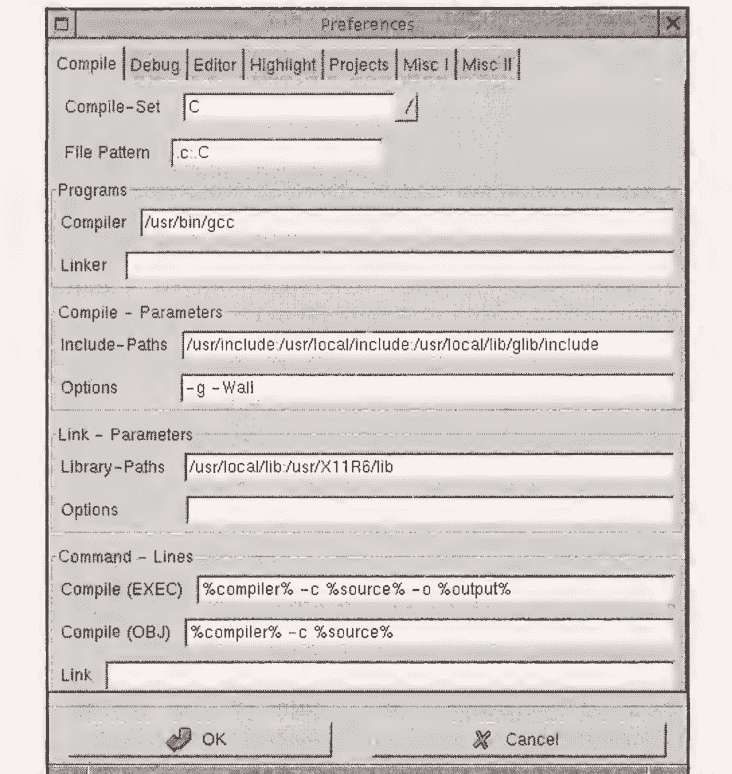 Preferences
Compile Debug Editor Highlight Projects Misc I Misc II
Compile-Set C
File Pattern .c:.C
Programs
Compiler /usr/bin/gcc
Linker
Compile - Parameters
Include-Paths /usr/include:/usr/local/include:/usr/local/lib/glib/include
Options -g -Wall
Link - Parameters
Library-Paths /usr/local/lib:/usr/X11R6/lib
Options
Command - Lines
Compile (EXEC) %compiler% -c %source% -o %output%
Compile (OBJ) %compiler% -c %source%
Link
OK Cancel